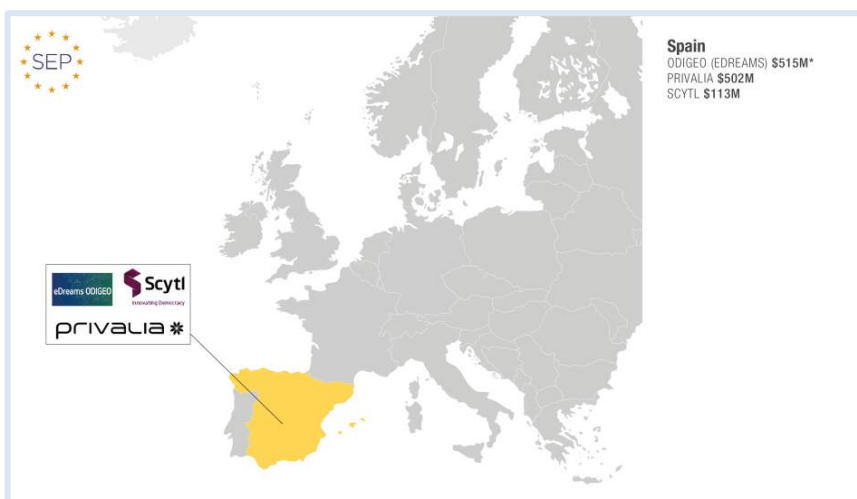 SEP
Spain
ODIGEO (EDREAMS) $515M*
PRIVALIA $502M
SCYTL $113M
eDreams ODIGEO
Scytl
Innovating Democracy
PRIVALIA